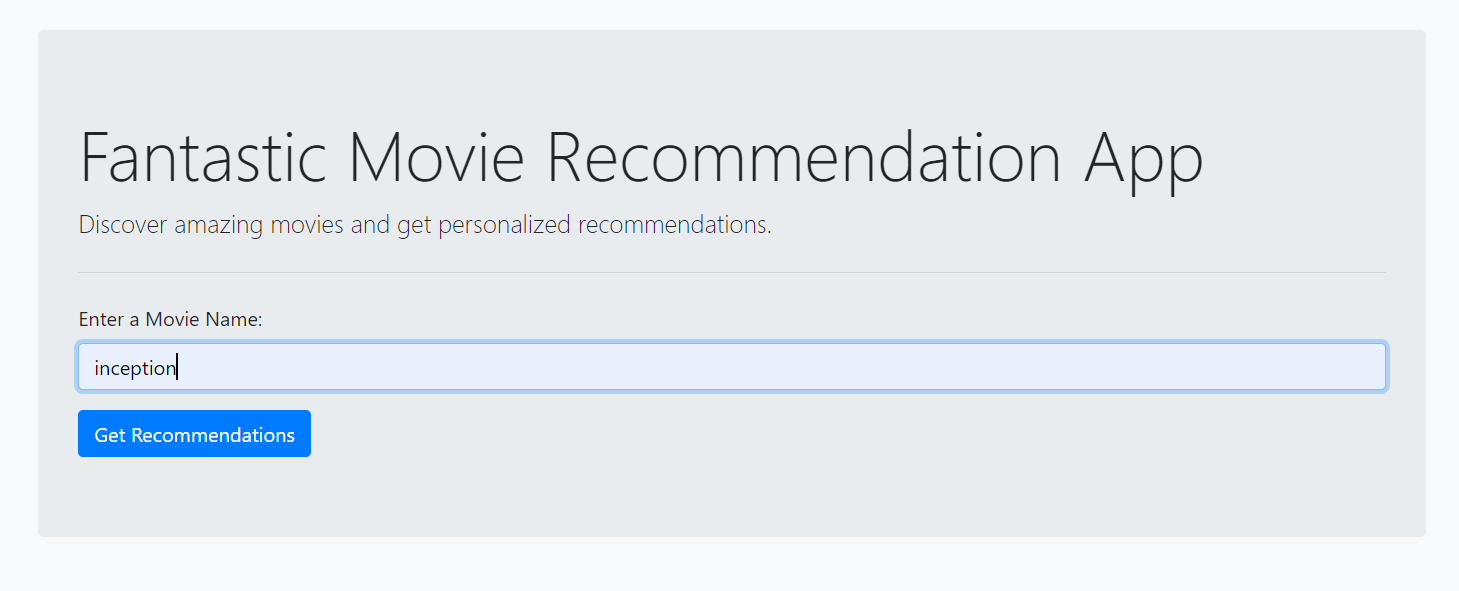 Fantastic Movie Recommendation App
Discover amazing movies and get personalized recommendations.
Enter a Movie Name:
inception
Get Recommendations